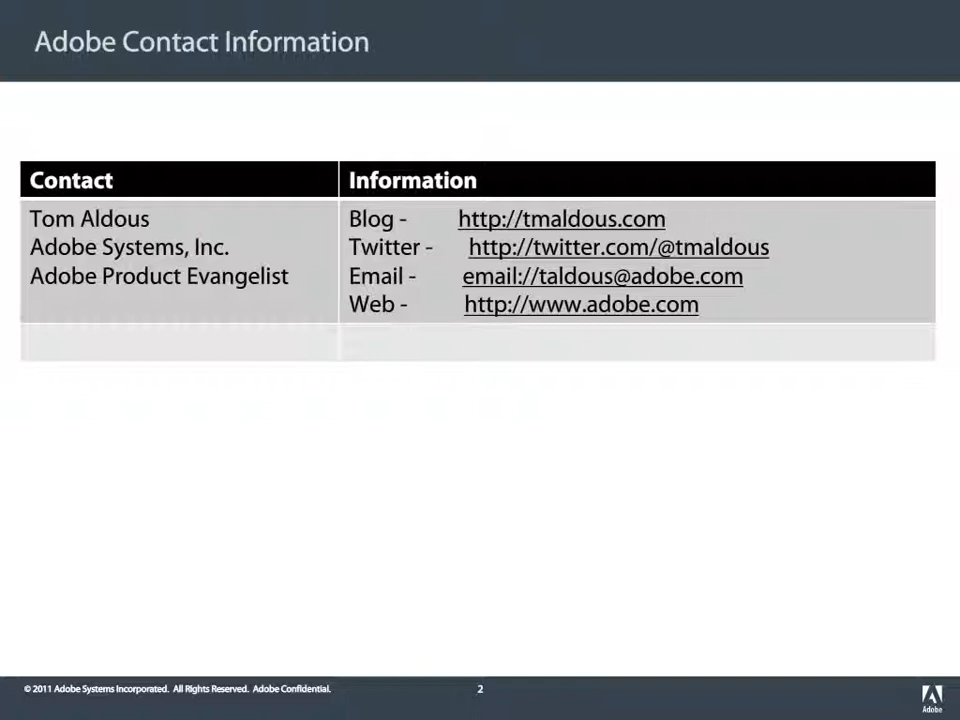 Adobe Contact Information
Contact Information
Tom Aldous Blog - http://tmaldous.com
Adobe Systems, Inc. Twitter - http://twitter.com/@tmaldous
Adobe Product Evangelist Email - email://taldous@adobe.com
Web - http://www.adobe.com
© 2011 Adobe Systems Incorporated. All Rights Reserved. Adobe Confidential. 2
Adobe